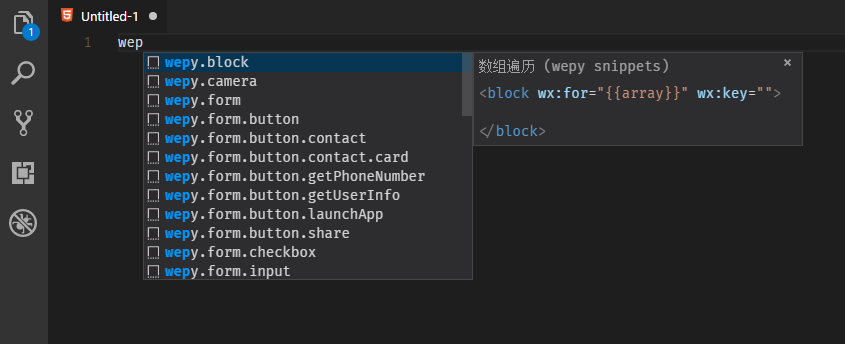 Untitled-1
1
1 wep
wepy.block
wepy.camera
wepy.form
wepy.form.button
wepy.form.button.contact
wepy.form.button.contact.card
wepy.form.button.getPhoneNumber
wepy.form.button.getUserInfo
wepy.form.button.launchApp
wepy.form.button.share
wepy.form.checkbox
wepy.form.input
数组遍历 (wepy snippets) ×
<block wx:for="{{array}}" wx:key="">
</block>